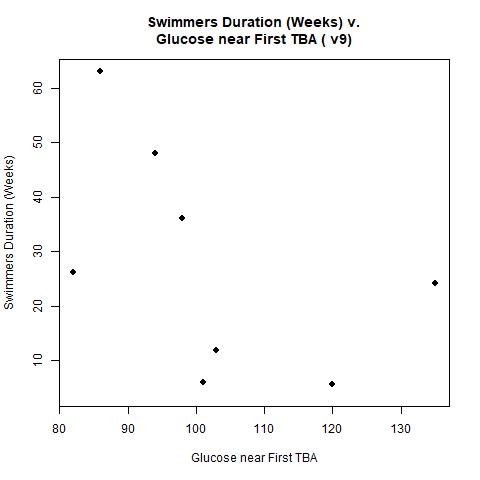 Swimmers Duration (Weeks) v.
Glucose near First TBA ( v9)
Swimmers Duration (Weeks)
60
50
40
30
20
10
80 90 100 110 120 130
Glucose near First TBA